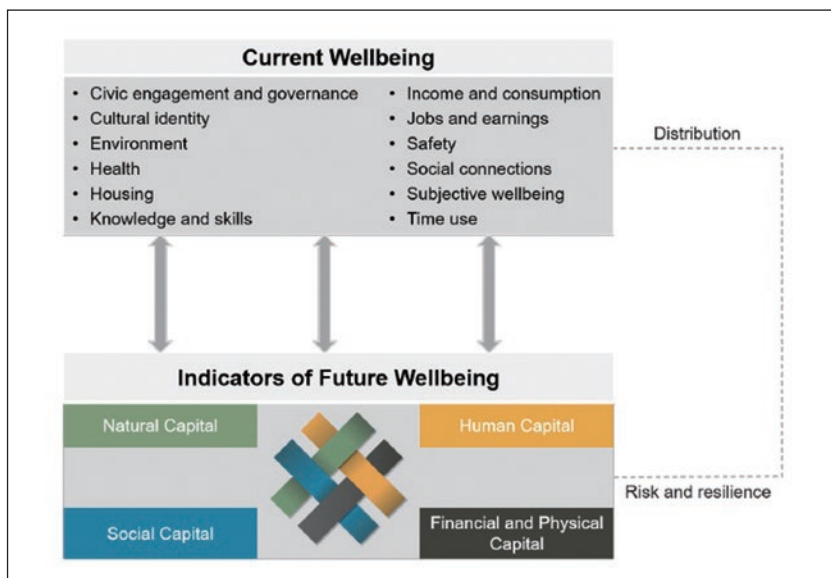 Current Wellbeing
• Civic engagement and governance
• Cultural identity
• Environment
• Health
• Housing
• Knowledge and skills
• Income and consumption
• Jobs and earnings
• Safety
• Social connections
• Subjective wellbeing
• Time use
Distribution
Indicators of Future Wellbeing
Natural Capital
Human Capital
Social Capital
Financial and Physical
Capital
Risk and resilience